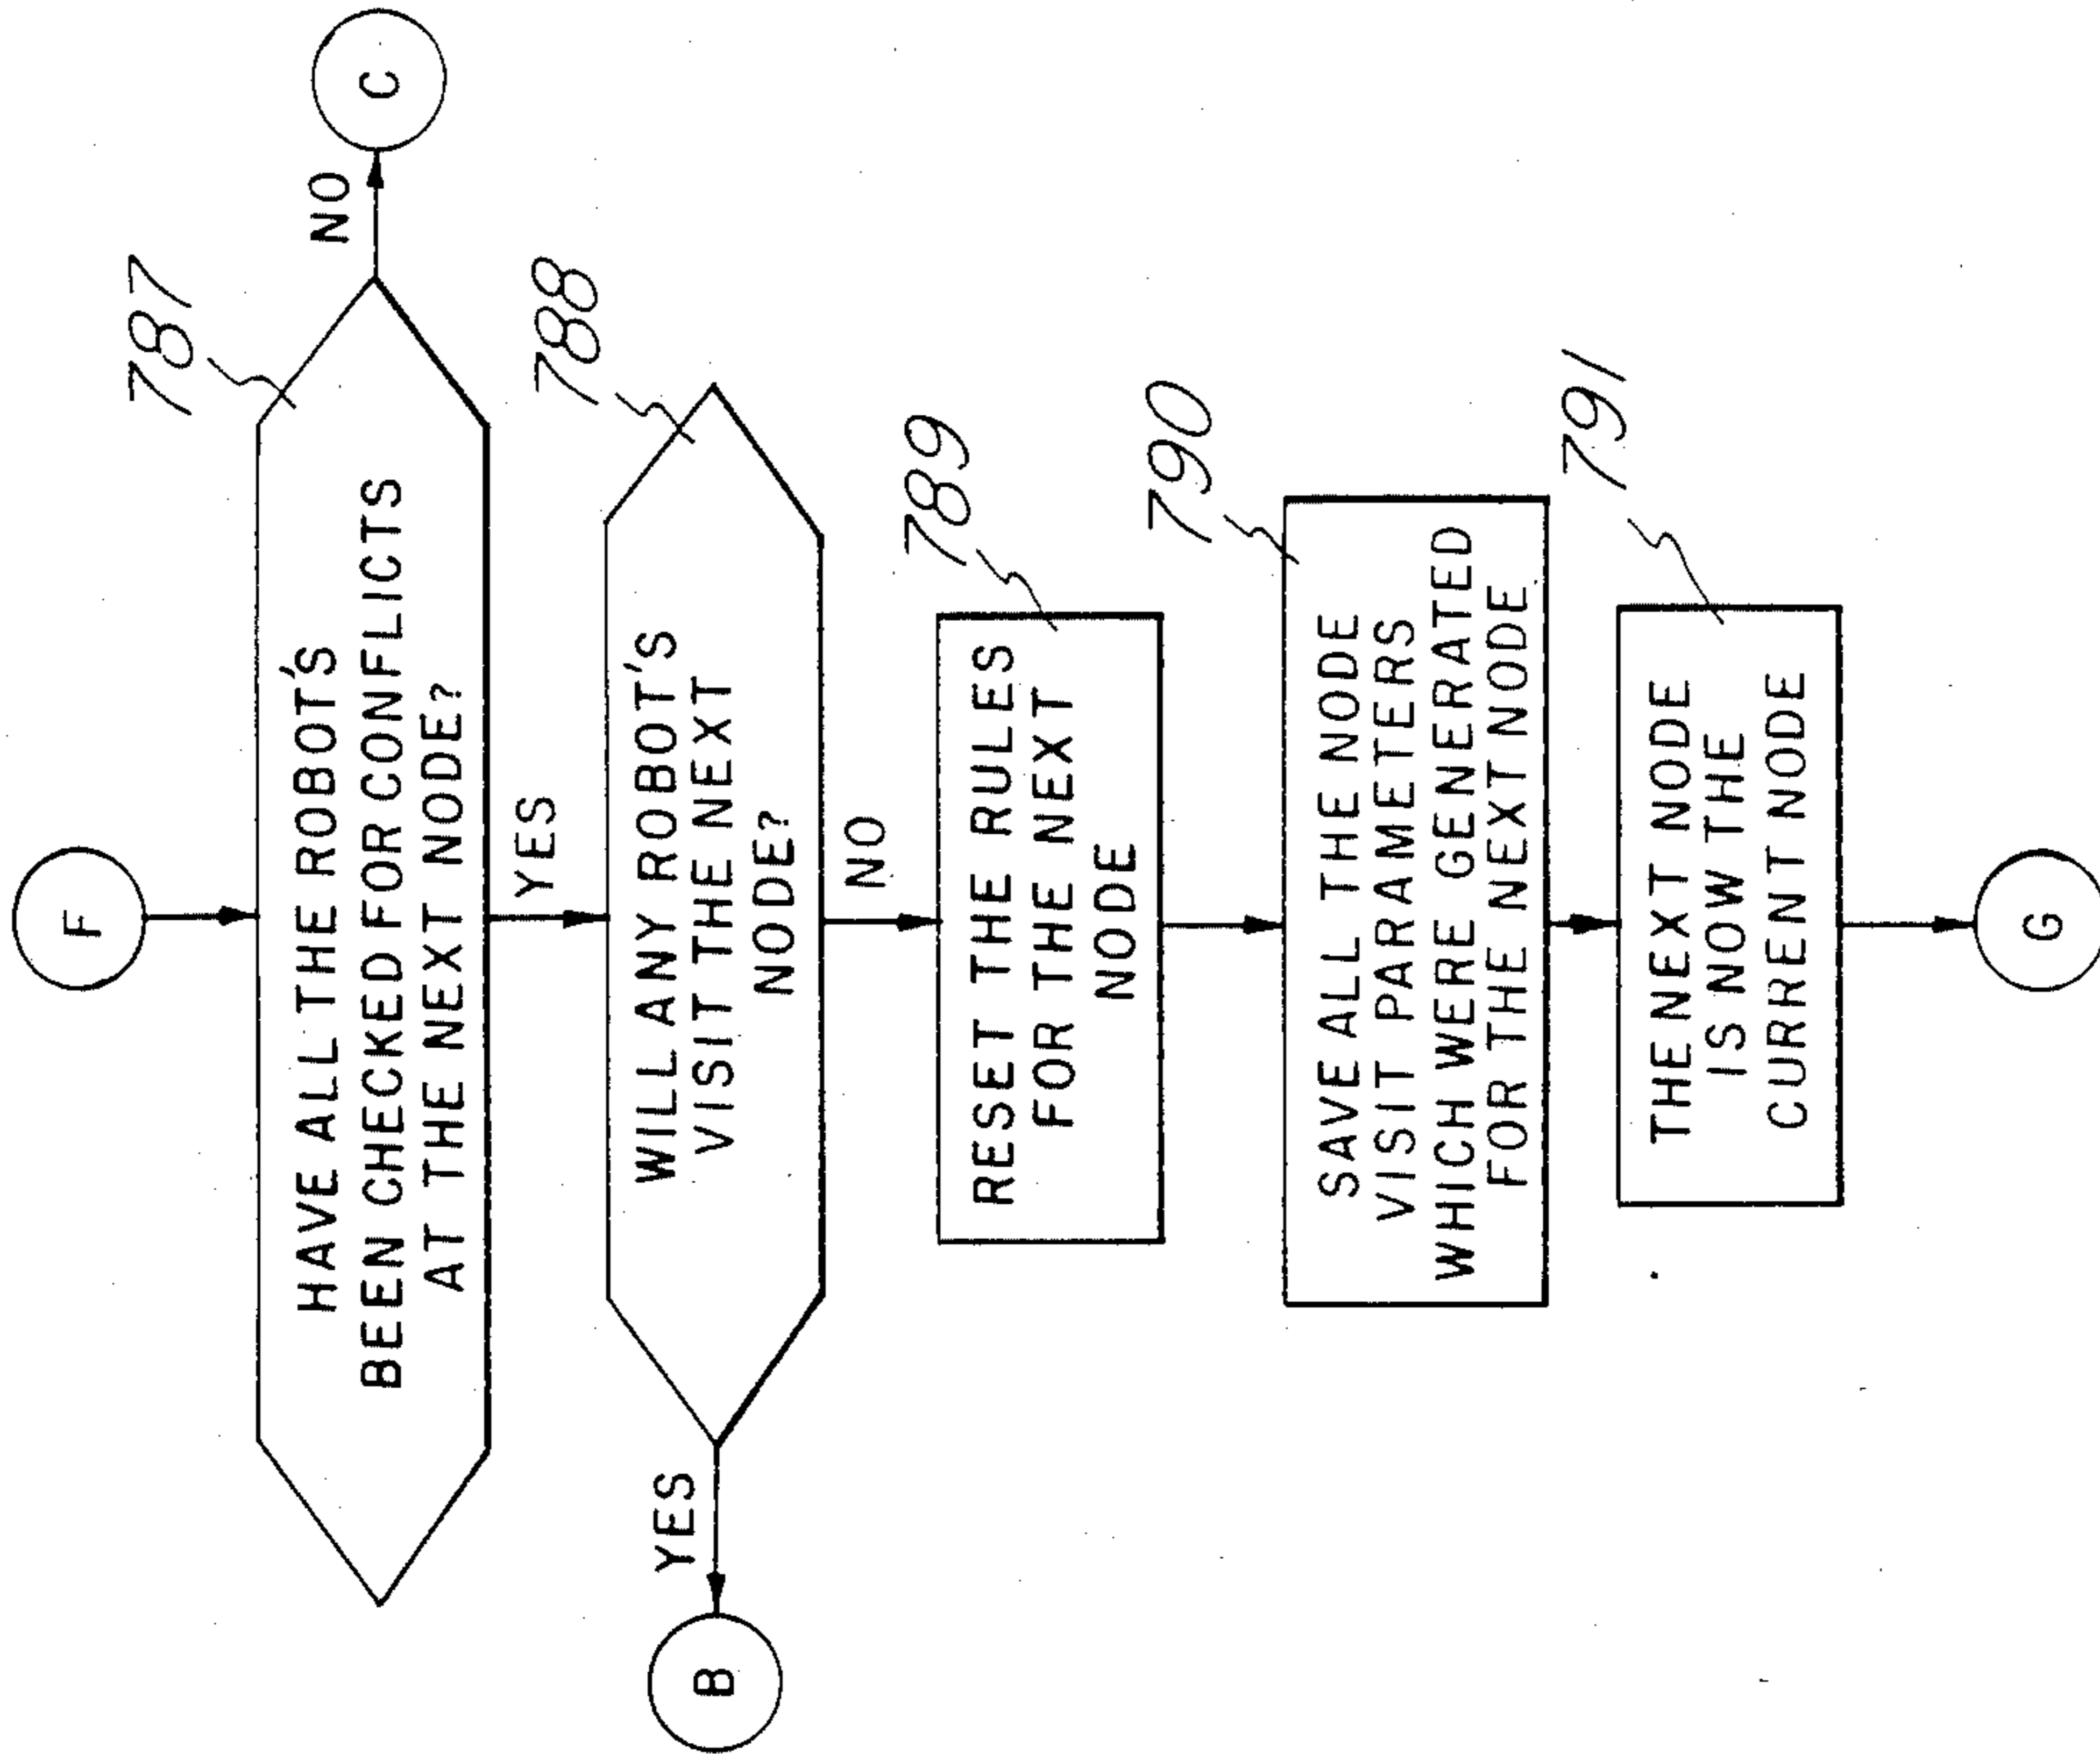 F
787
HAVE ALL THE ROBOT'S
BEEN CHECKED FOR CONFLICTS
AT THE NEXT NODE?
NO
C
YES
788
WILL ANY ROBOT'S
VISIT THE NEXT
NODE?
YES
B
NO
789
RESET THE RULES
FOR THE NEXT
NODE
790
SAVE ALL THE NODE
VISIT PARAMETERS
WHICH WERE GENERATED
FOR THE NEXT NODE
791
THE NEXT NODE
IS NOW THE
CURRENT NODE
G